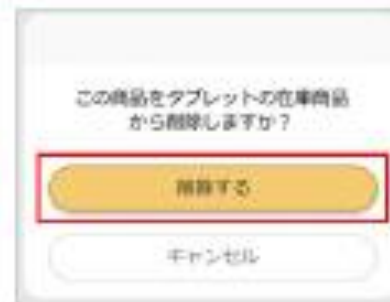 この商品をタブレットの在庫商品
から削除しますか？
削除する
キャンセル